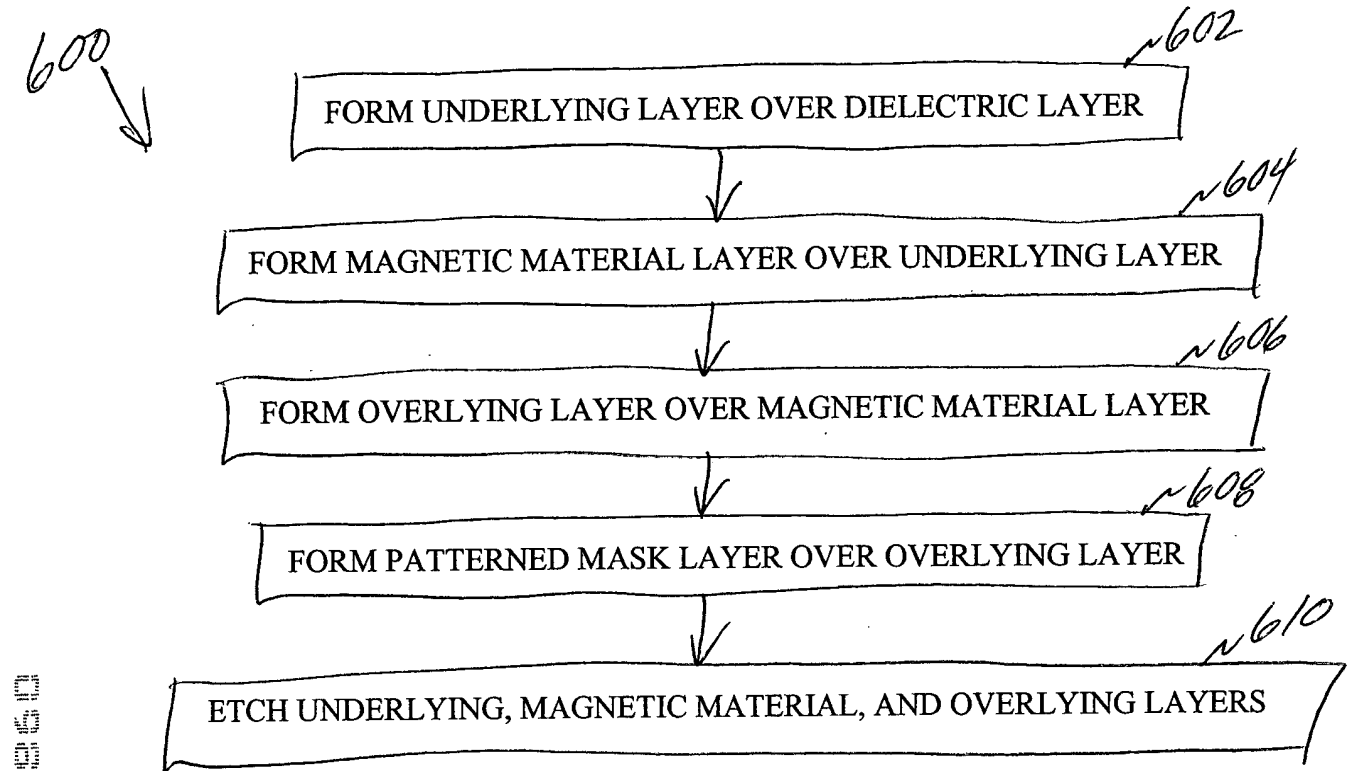 600
602
FORM UNDERLYING LAYER OVER DIELECTRIC LAYER
604
FORM MAGNETIC MATERIAL LAYER OVER UNDERLYING LAYER
606
FORM OVERLYING LAYER OVER MAGNETIC MATERIAL LAYER
608
FORM PATTERNED MASK LAYER OVER OVERLYING LAYER
610
ETCH UNDERLYING, MAGNETIC MATERIAL, AND OVERLYING LAYERS